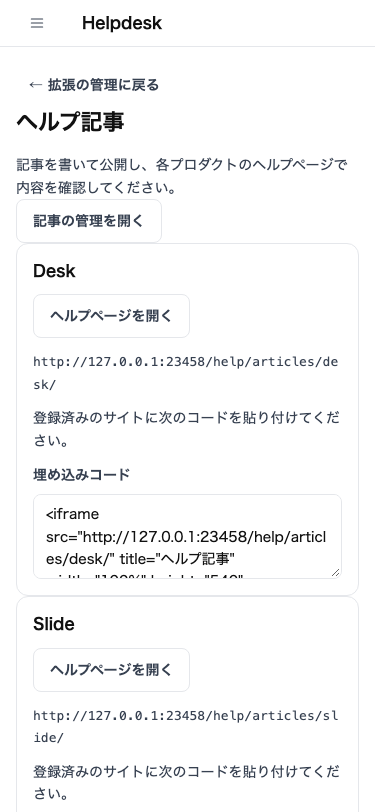 Helpdesk
← 拡張の管理に戻る
ヘルプ記事
記事を書いて公開し、各プロダクトのヘルプページで
内容を確認してください。
記事の管理を開く
Desk
ヘルプページを開く
http://127.0.0.1:23458/help/articles/de
sk/
登録済みのサイトに次のコードを貼り付けてくだ
さい。
埋め込みコード
<iframe
src="http://127.0.0.1:23458/help/articl
es/desk/" title="ヘルプ記事"
Slide
ヘルプページを開く
http://127.0.0.1:23458/help/articles/sl
ide/
登録済みのサイトに次のコードを貼り付けてくだ
さい。